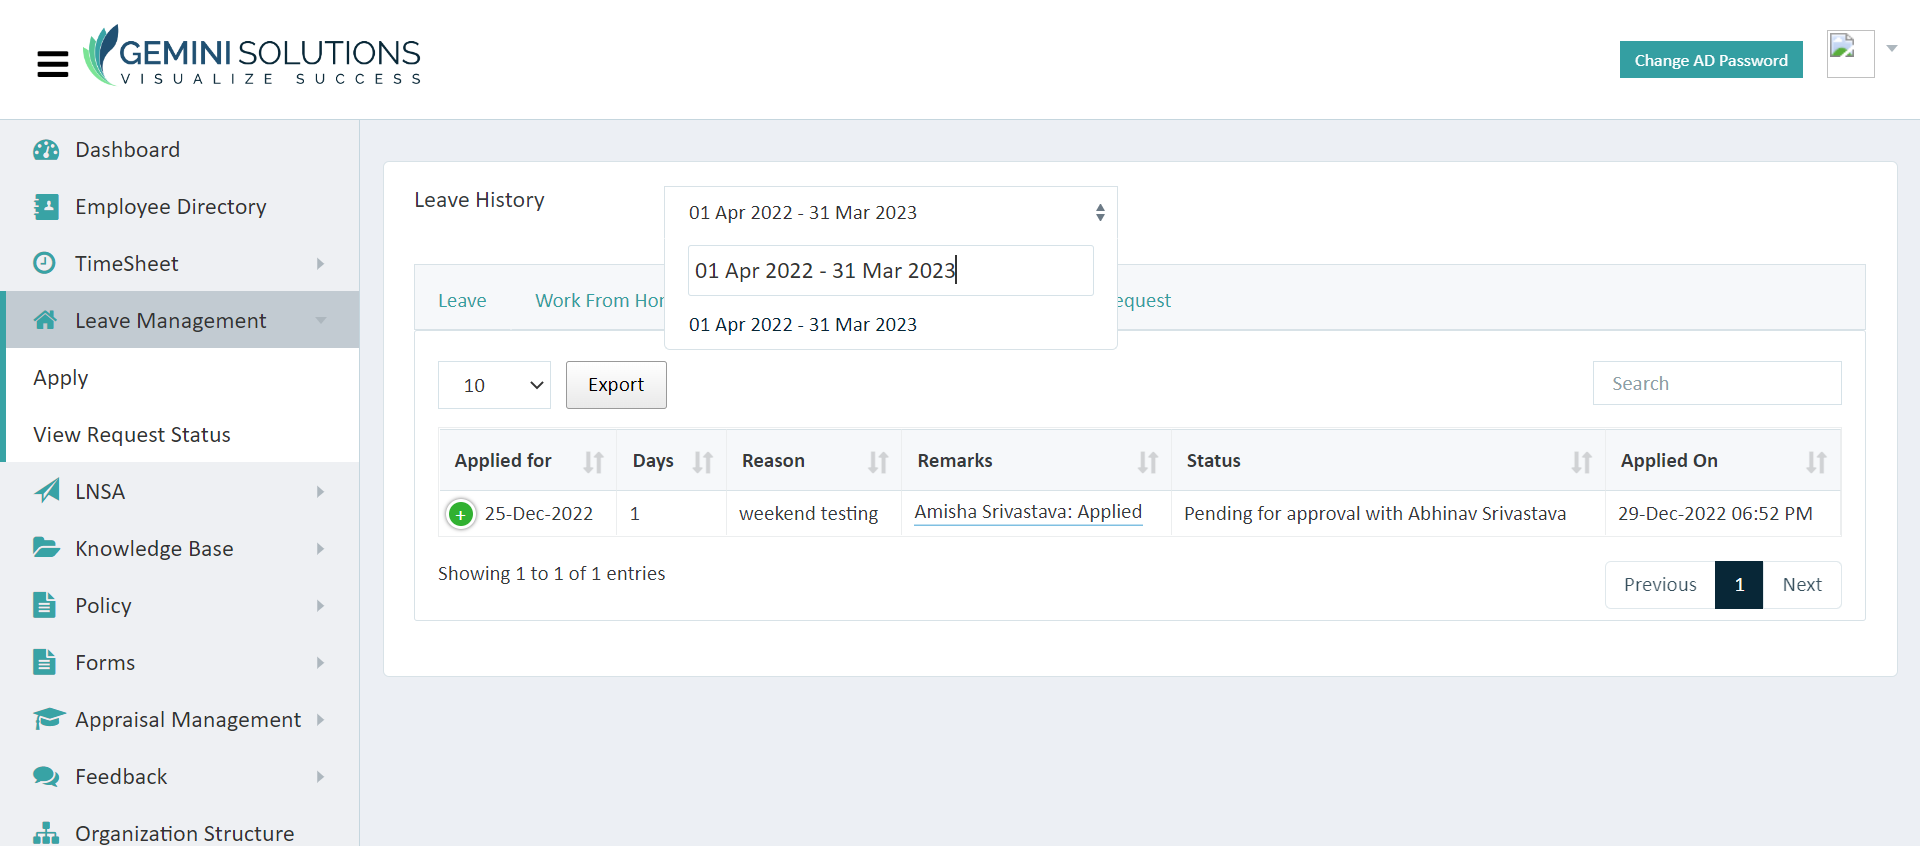 GEMINI SOLUTIONS
VISUALIZE SUCCESS
Change AD Password
Dashboard
Employee Directory
TimeSheet
Leave Management
Apply
View Request Status
LNSA
Knowledge Base
Policy
Forms
Appraisal Management
Feedback
Organization Structure
Leave History
01 Apr 2022 - 31 Mar 2023
01 Apr 2022 - 31 Mar 2023
01 Apr 2022 - 31 Mar 2023
Leave Work From Hor equest
10 Export Search
Applied for Days Reason Remarks Status Applied On
25-Dec-2022 1 weekend testing Amisha Srivastava: Applied Pending for approval with Abhinav Srivastava 29-Dec-2022 06:52 PM
Showing 1 to 1 of 1 entries
Previous 1 Next